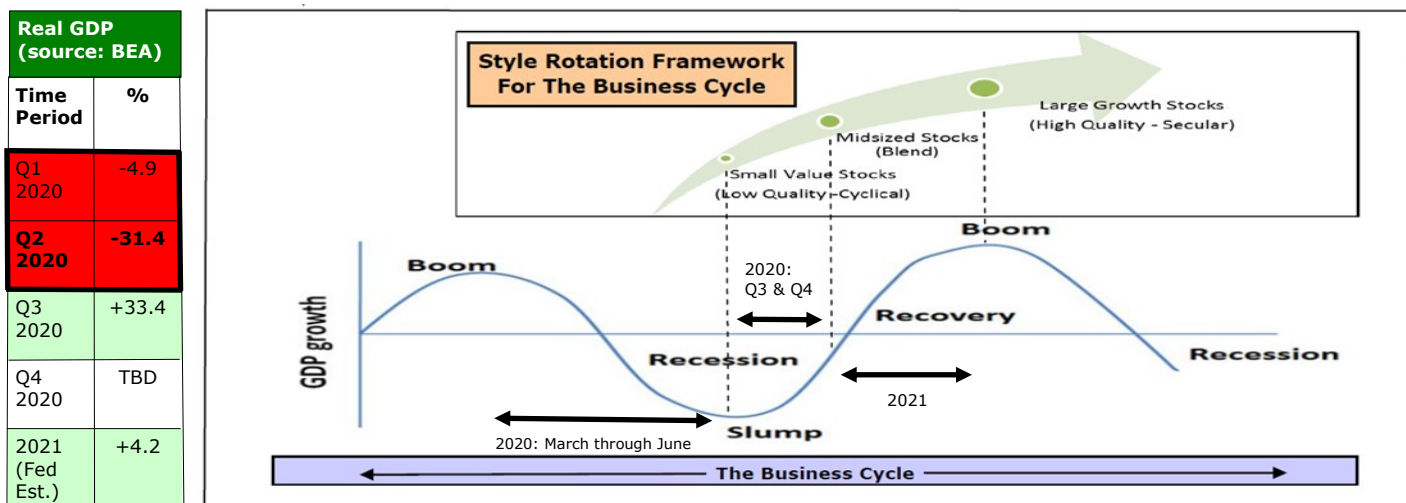 Real GDP
(source: BEA)
Time
Period
%
Q1
2020
-4.9
Q2
2020
-31.4
Q3
2020
+33.4
Q4
2020
TBD
2021
(Fed
Est.)
+4.2
Style Rotation Framework
For The Business Cycle
Large Growth Stocks
(High Quality - Secular)
Midsized Stocks
(Blend)
Small Value Stocks
(Low Quality -Cyclical)
Boom
Boom
2020:
Q3 & Q4
GDP growth
Recovery
Recession
Recession
2021
Slump
2020: March through June
The Business Cycle